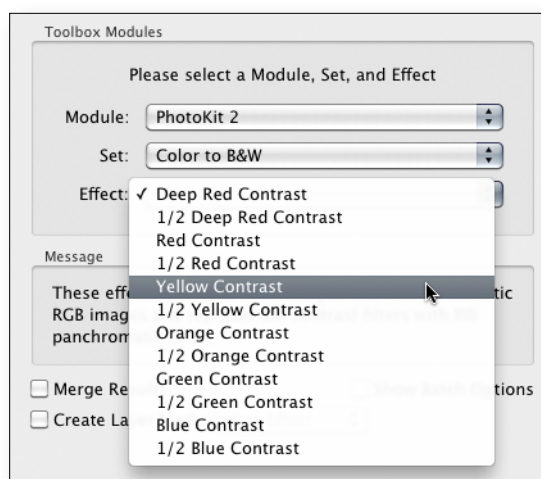 Toolbox Modules
Please select a Module, Set, and Effect
Module: PhotoKit 2
Set: Color to B&W
Effect: ✓ Deep Red Contrast
1/2 Deep Red Contrast
Red Contrast
1/2 Red Contrast
Message
Yellow Contrast
These effe tic
1/2 Yellow Contrast
RGB imag
Orange Contrast
panchrom
1/2 Orange Contrast
Green Contrast
Merge Re Options
1/2 Green Contrast
Create La
Blue Contrast
1/2 Blue Contrast